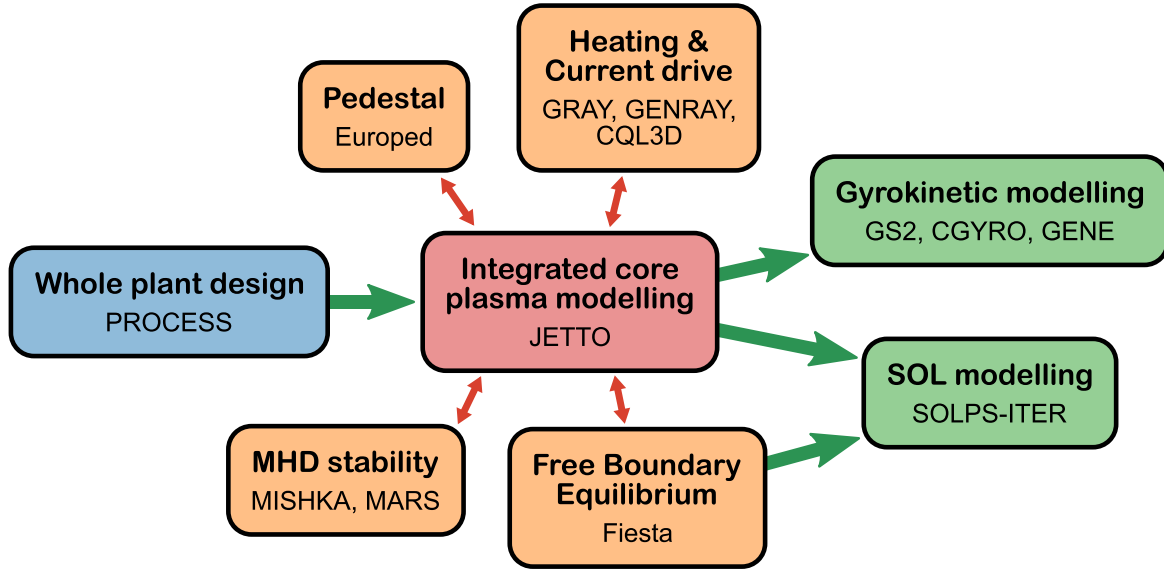 Heating &
Current drive
GRAY, GENRAY,
CQL3D
Pedestal
Europed
Gyrokinetic modelling
GS2, CGYRO, GENE
Whole plant design
PROCESS
Integrated core
plasma modelling
JETTO
SOL modelling
SOLPS-ITER
MHD stability
MISHKA, MARS
Free Boundary
Equilibrium
Fiesta